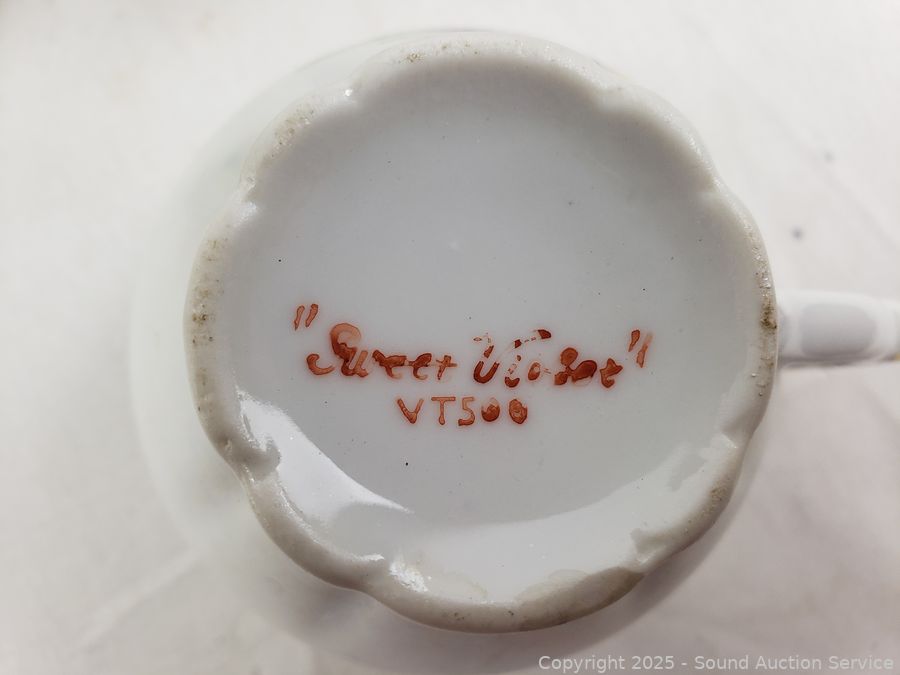 "Sweet Violet"
VT500
Copyright 2025 - Sound Auction Service